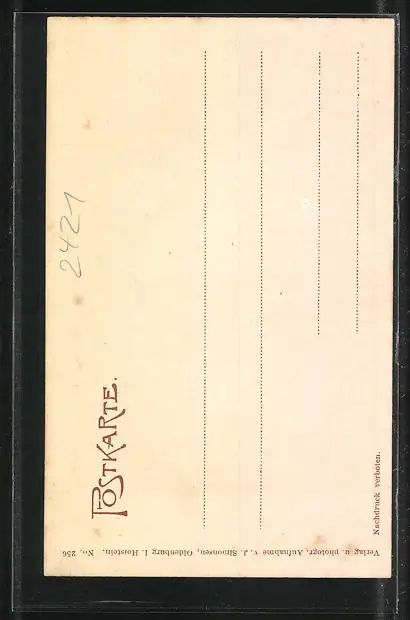 POSTKARTE.
2421
Nachdruck verboten.
Verlag u. photogr. Aufnahme v. J. Simonsen, Oldenburg i. Holstein. No. 256